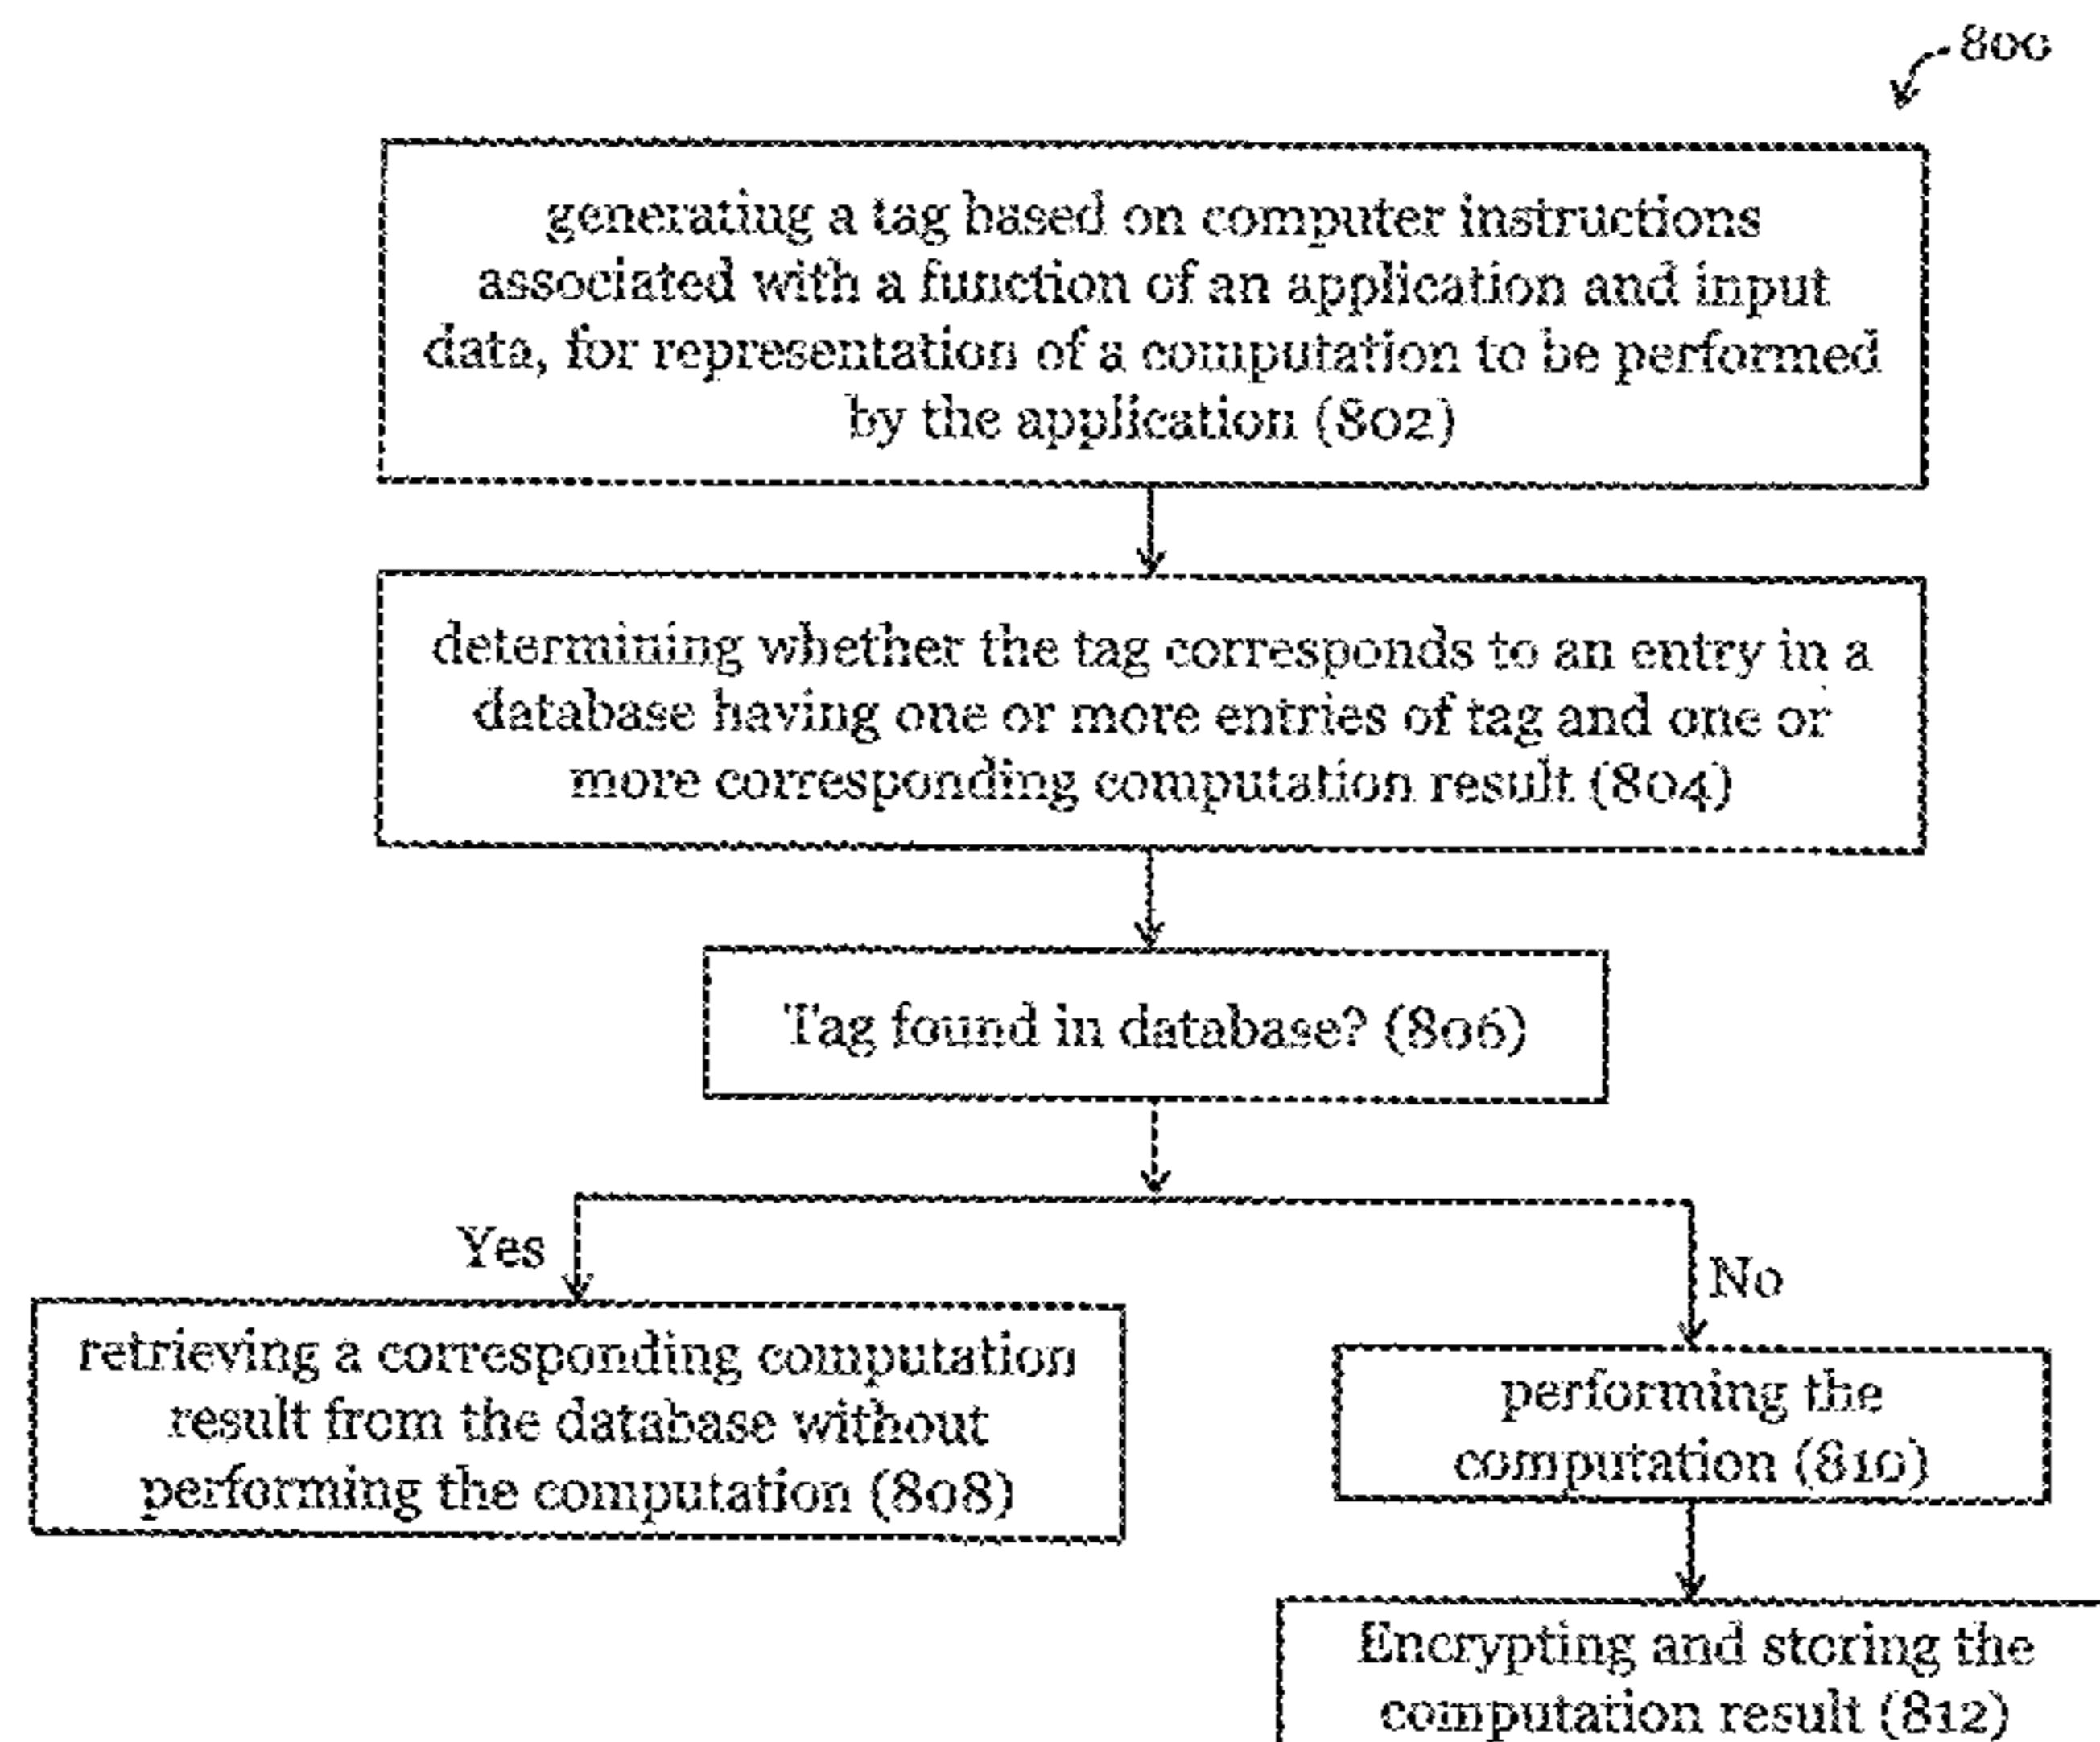 800
generating a tag based on computer instructions
associated with a function of an application and input
data, for representation of a computation to be performed
by the application (802)
determining whether the tag corresponds to an entry in a
database having one or more entries of tag and one or
more corresponding computation result (804)
Tag found in database? (806)
Yes
No
retrieving a corresponding computation
result from the database without
performing the computation (808)
performing the
computation (810)
Encrypting and storing the
computation result (812)